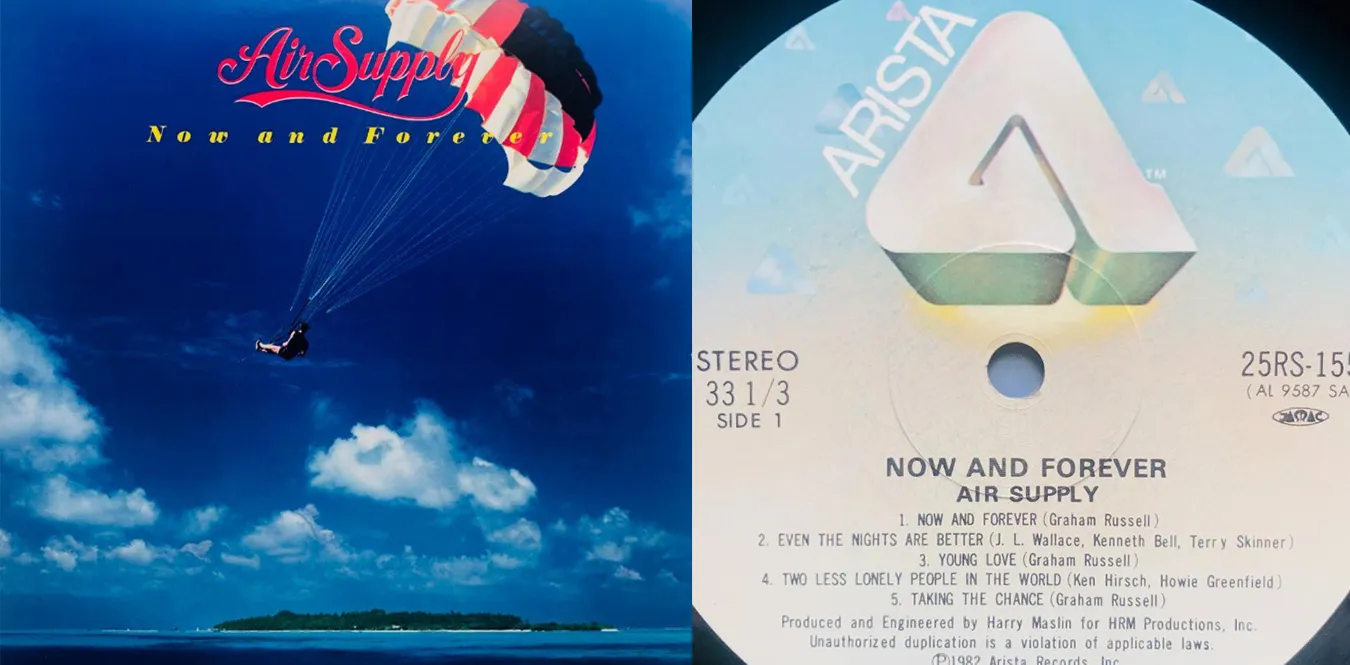 Air Supply
Now and Forever
ARISTA
TM
STEREO
33 1/3
SIDE 1
25RS-155
(AL 9587 SA
JASRAC
NOW AND FOREVER
AIR SUPPLY
1. NOW AND FOREVER (Graham Russell)
2. EVEN THE NIGHTS ARE BETTER (J. L. Wallace, Kenneth Bell, Terry Skinner)
3. YOUNG LOVE (Graham Russell)
4. TWO LESS LONELY PEOPLE IN THE WORLD (Ken Hirsch, Howie Greenfield)
5. TAKING THE CHANCE (Graham Russell)
Produced and Engineered by Harry Maslin for HRM Productions, Inc.
Unauthorized duplication is a violation of applicable laws.
Ⓟ1982 Arista Records, Inc.